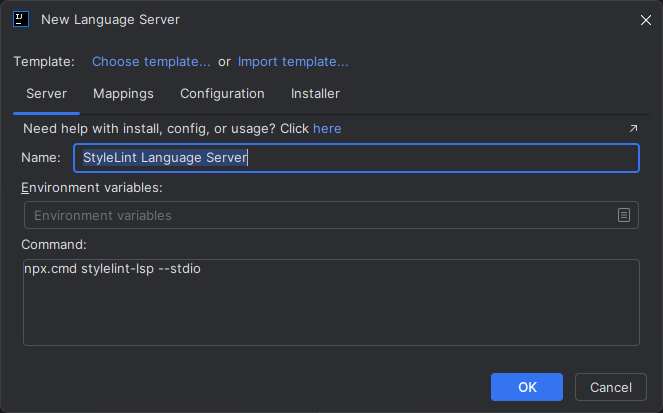 New Language Server
Template: Choose template... or Import template...
Server Mappings Configuration Installer
Need help with install, config, or usage? Click here
Name: StyleLint Language Server
Environment variables:
Environment variables
Command:
npx.cmd stylelint-lsp --stdio
OK Cancel